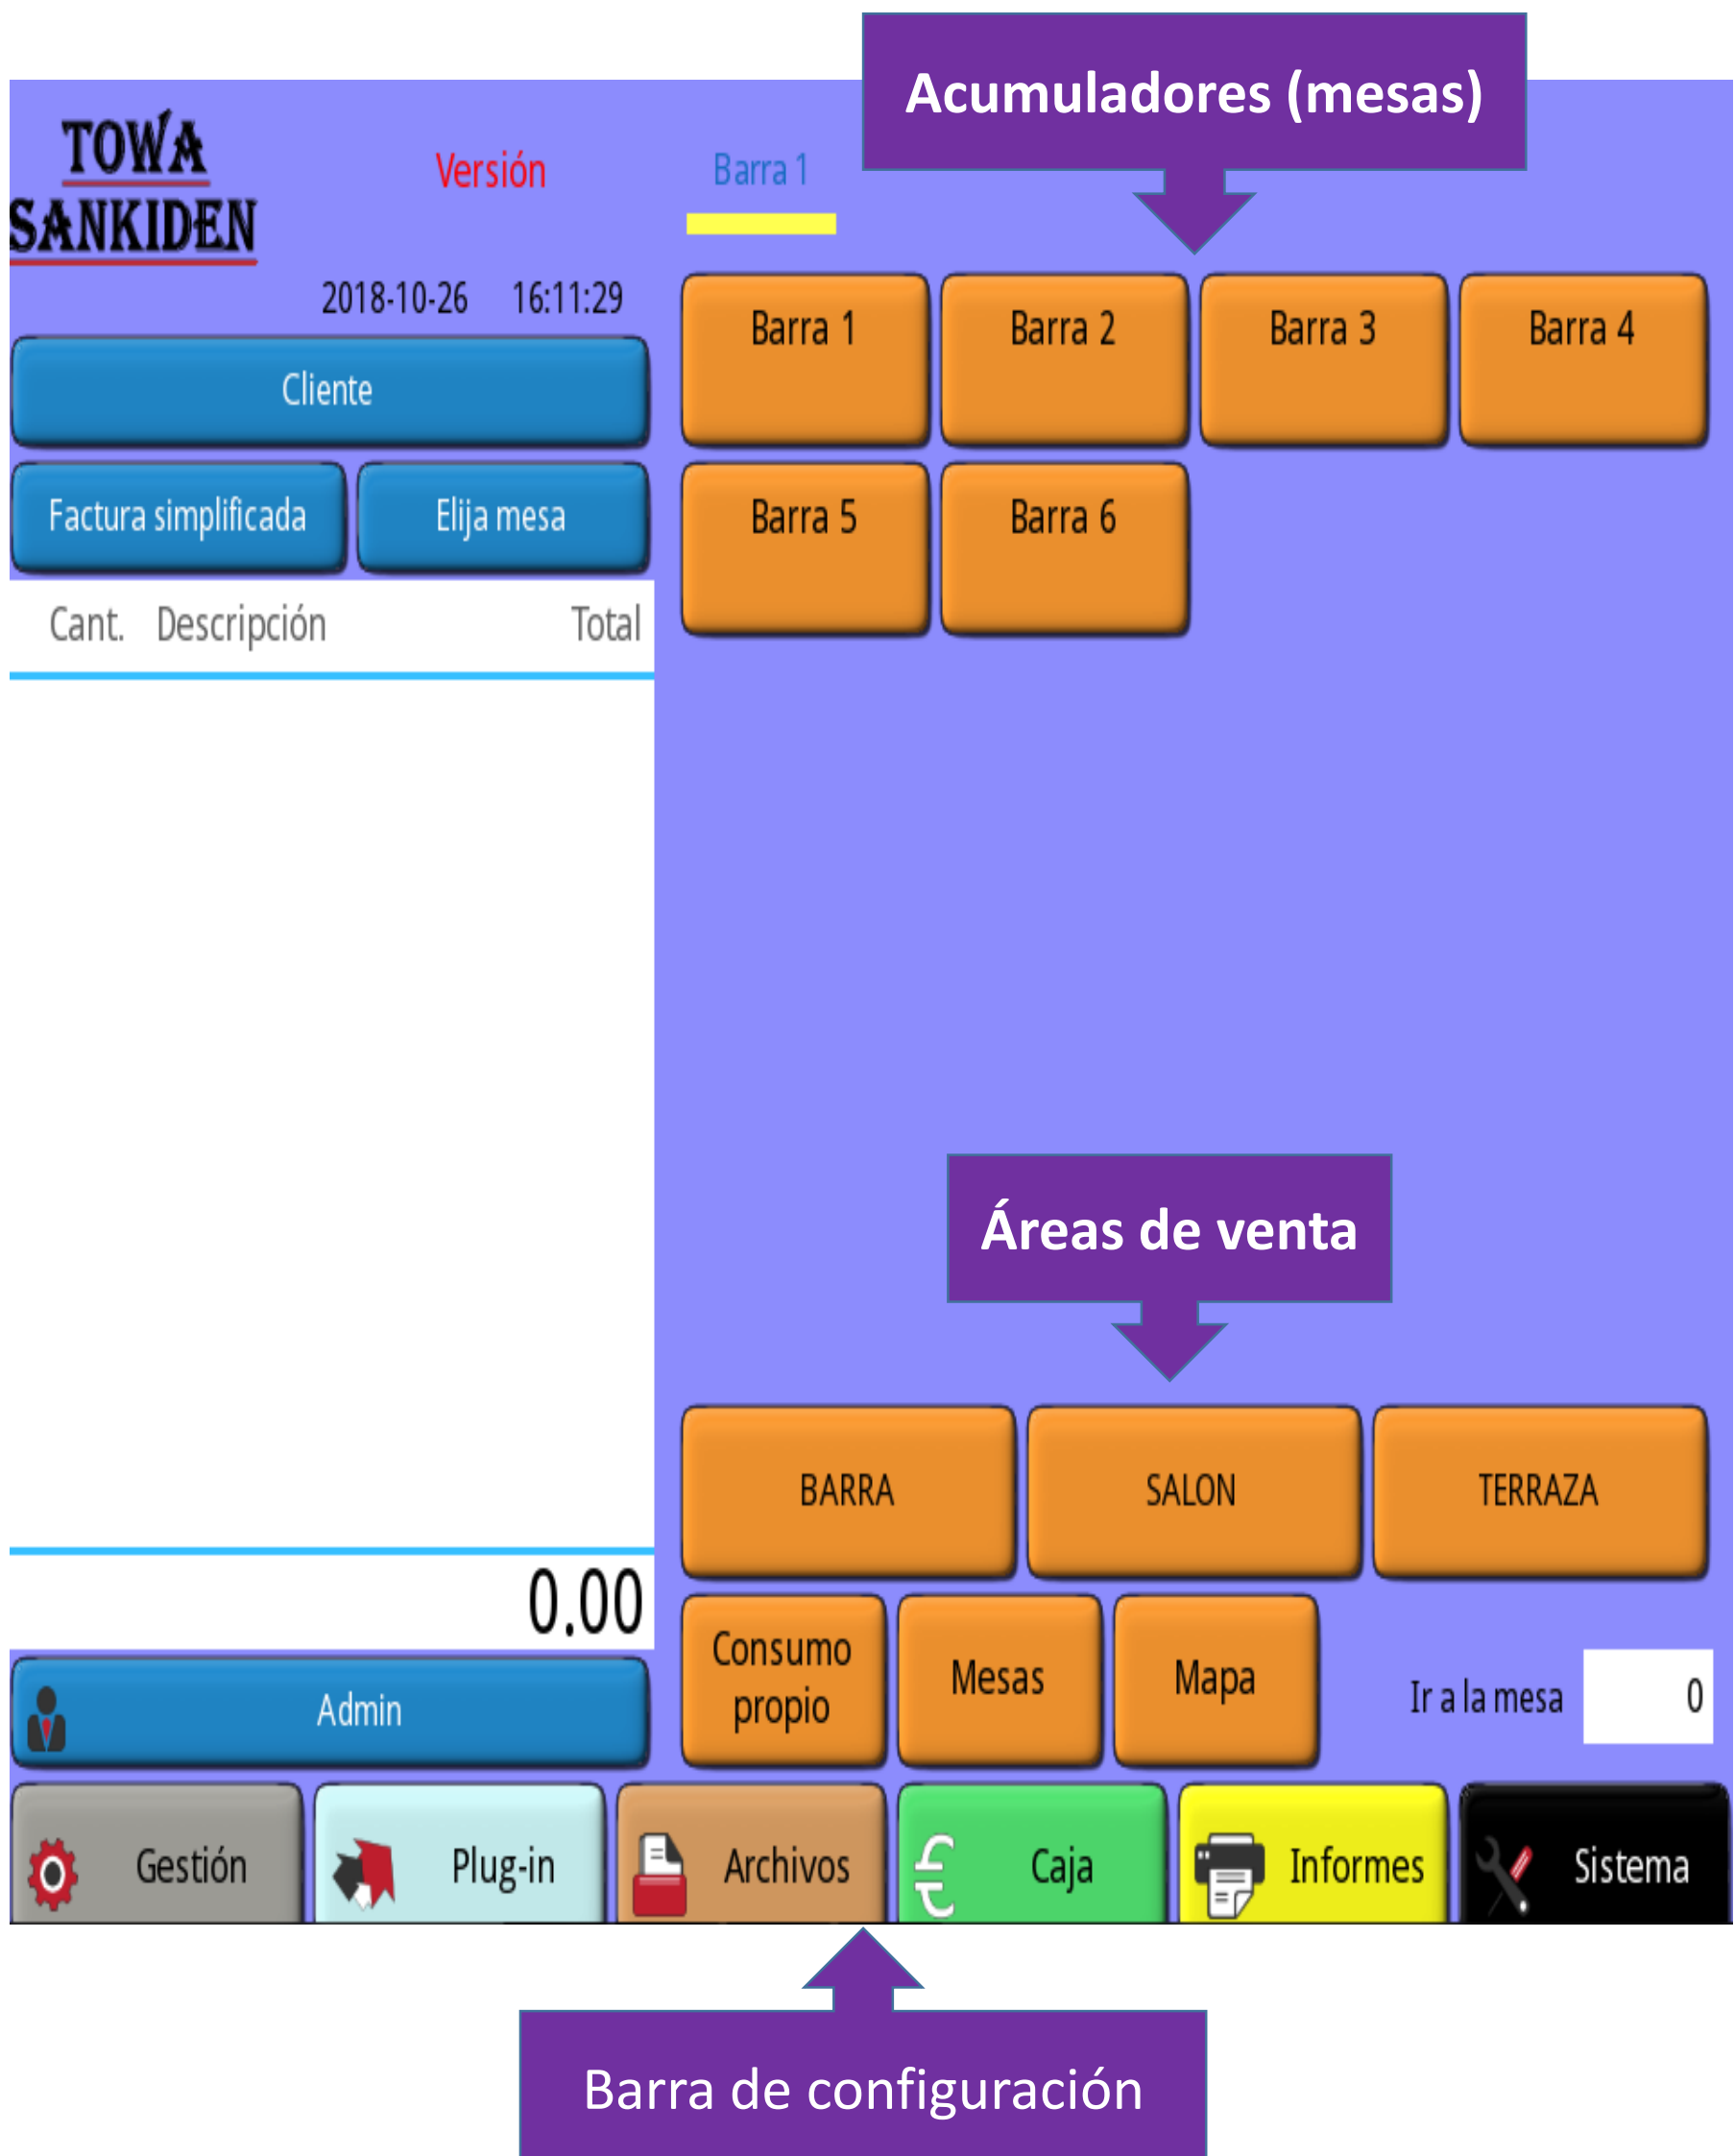 Acumuladores (mesas)
TOWA
SANKIDEN
Versión
Barra 1
2018-10-26 16:11:29
Cliente
Factura simplificada
Elija mesa
Cant. Descripción Total
Barra 1
Barra 2
Barra 3
Barra 4
Barra 5
Barra 6
Áreas de venta
BARRA
SALON
TERRAZA
0.00
Admin
Consumo
propio
Mesas
Mapa
Ir a la mesa 0
Gestión
Plug-in
Archivos
Caja
Informes
Sistema
Barra de configuración